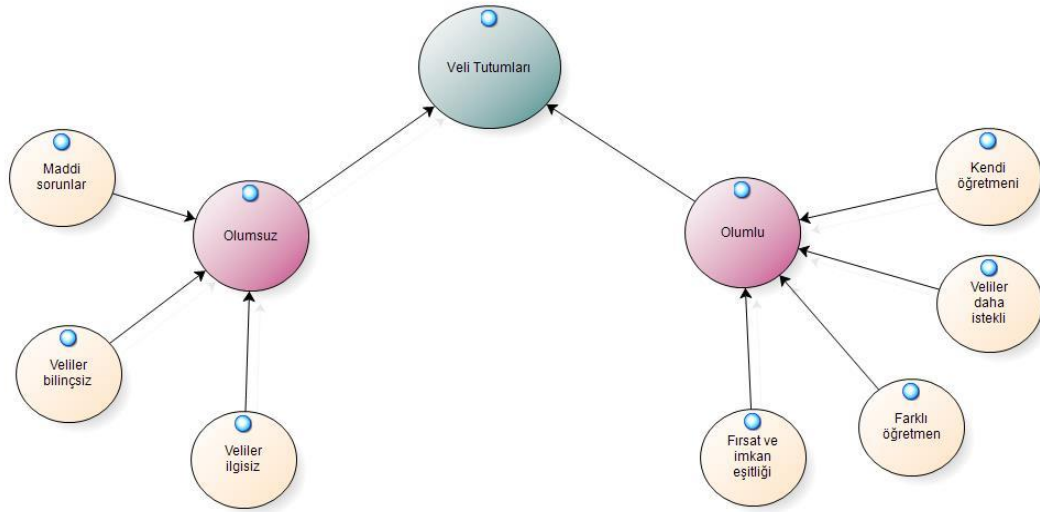 Veli Tutumları
Maddi
sorunlar
Olumsuz
Veliler
bilinçsiz
Veliler
ilgisiz
Olumlu
Kendi
öğretmeni
Veliler
daha
istekli
Farklı
öğretmen
Fırsat ve
imkan
eşitliği